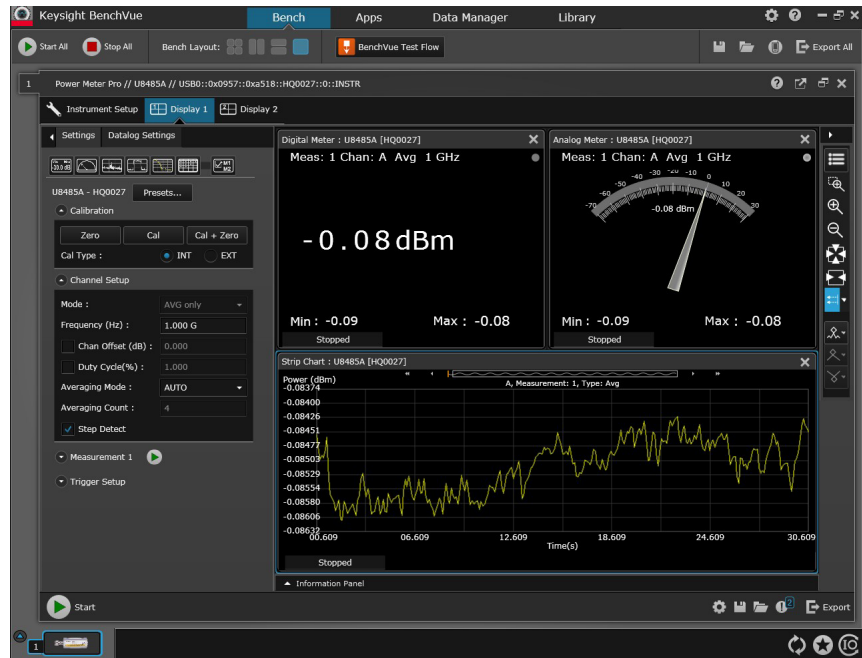 Keysight BenchVue
Bench Apps Data Manager Library
Start All Stop All Bench Layout: BenchVue Test Flow Export All
1 Power Meter Pro // U8485A // USB0::0x0957::0xa518::HQ0027::0::INSTR
Instrument Setup 1 Display 1 2 Display 2
Settings Datalog Settings
U8485A - HQ0027 Presets...
Calibration
Zero Cal Cal + Zero
Cal Type : INT EXT
Channel Setup
Mode : AVG only
Frequency (Hz) : 1.000 G
Chan Offset (dB) : 0.000
Duty Cycle(%) : 1.000
Averaging Mode : AUTO
Averaging Count : 4
Step Detect
Measurement 1
Trigger Setup
Digital Meter : U8485A [HQ0027]
Meas: 1 Chan: A Avg 1 GHz
-0.08dBm
Min : -0.09 Max : -0.08
Stopped
Analog Meter : U8485A [HQ0027]
Meas: 1 Chan: A Avg 1 GHz
-70 -60 -50 -40 -30 -20 -10 0 10 20 30
-0.08 dBm
Min : -0.09 Max : -0.08
Stopped
Strip Chart : U8485A [HQ0027]
Power (dBm)
A, Measurement: 1, Type: Avg
-0.08374
-0.08400
-0.08426
-0.08451
-0.08477
-0.08503
-0.08529
-0.08554
-0.08580
-0.08606
-0.08632
00.609 06.609 12.609 18.609 24.609 30.609
Time(s)
Stopped
Information Panel
Start 2 Export
1 IO